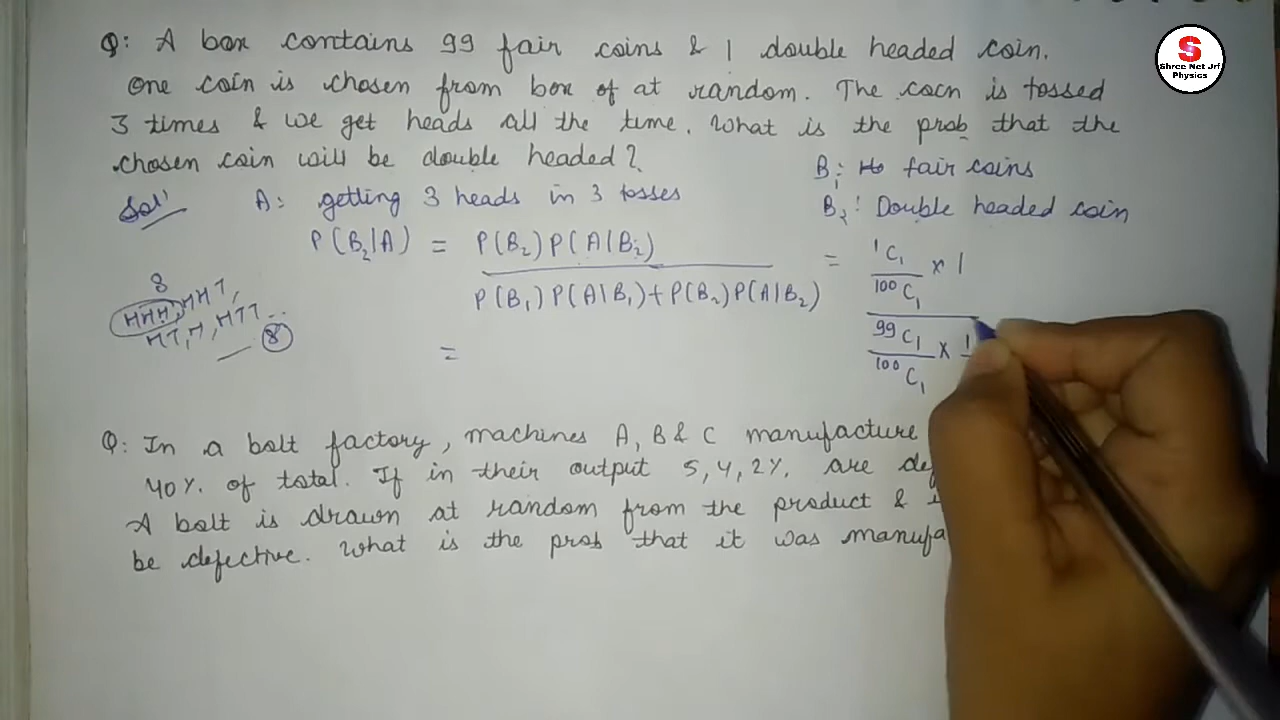 Q: A box contains 99 fair coins & 1 double headed coin.
One coin is chosen from box of at random. The coin is tossed
3 times & we get heads all the time. What is the prob that the
chosen coin will be double headed?
Sol'
A: getting 3 heads in 3 tosses
B₁: fair coins
B₂: Double headed coin
P(B₂|A) = P(B₂)P(A|B₂) / P(B₁)P(A|B₁)+P(B₂)P(A|B₂) = ¹C₁/¹⁰⁰C₁ × 1 / ⁹⁹C₁/¹⁰⁰C₁ × 1
8
HHH, HHT,
HT,H, HTT...
8
=
Q: In a bolt factory, machines A, B & C manufacture
40%. of total. If in their output 5, 4, 2%. are def
A bolt is drawn at random from the product & i
be defective. What is the prob that it was manufa
S
Shree Net Jrf
Physics